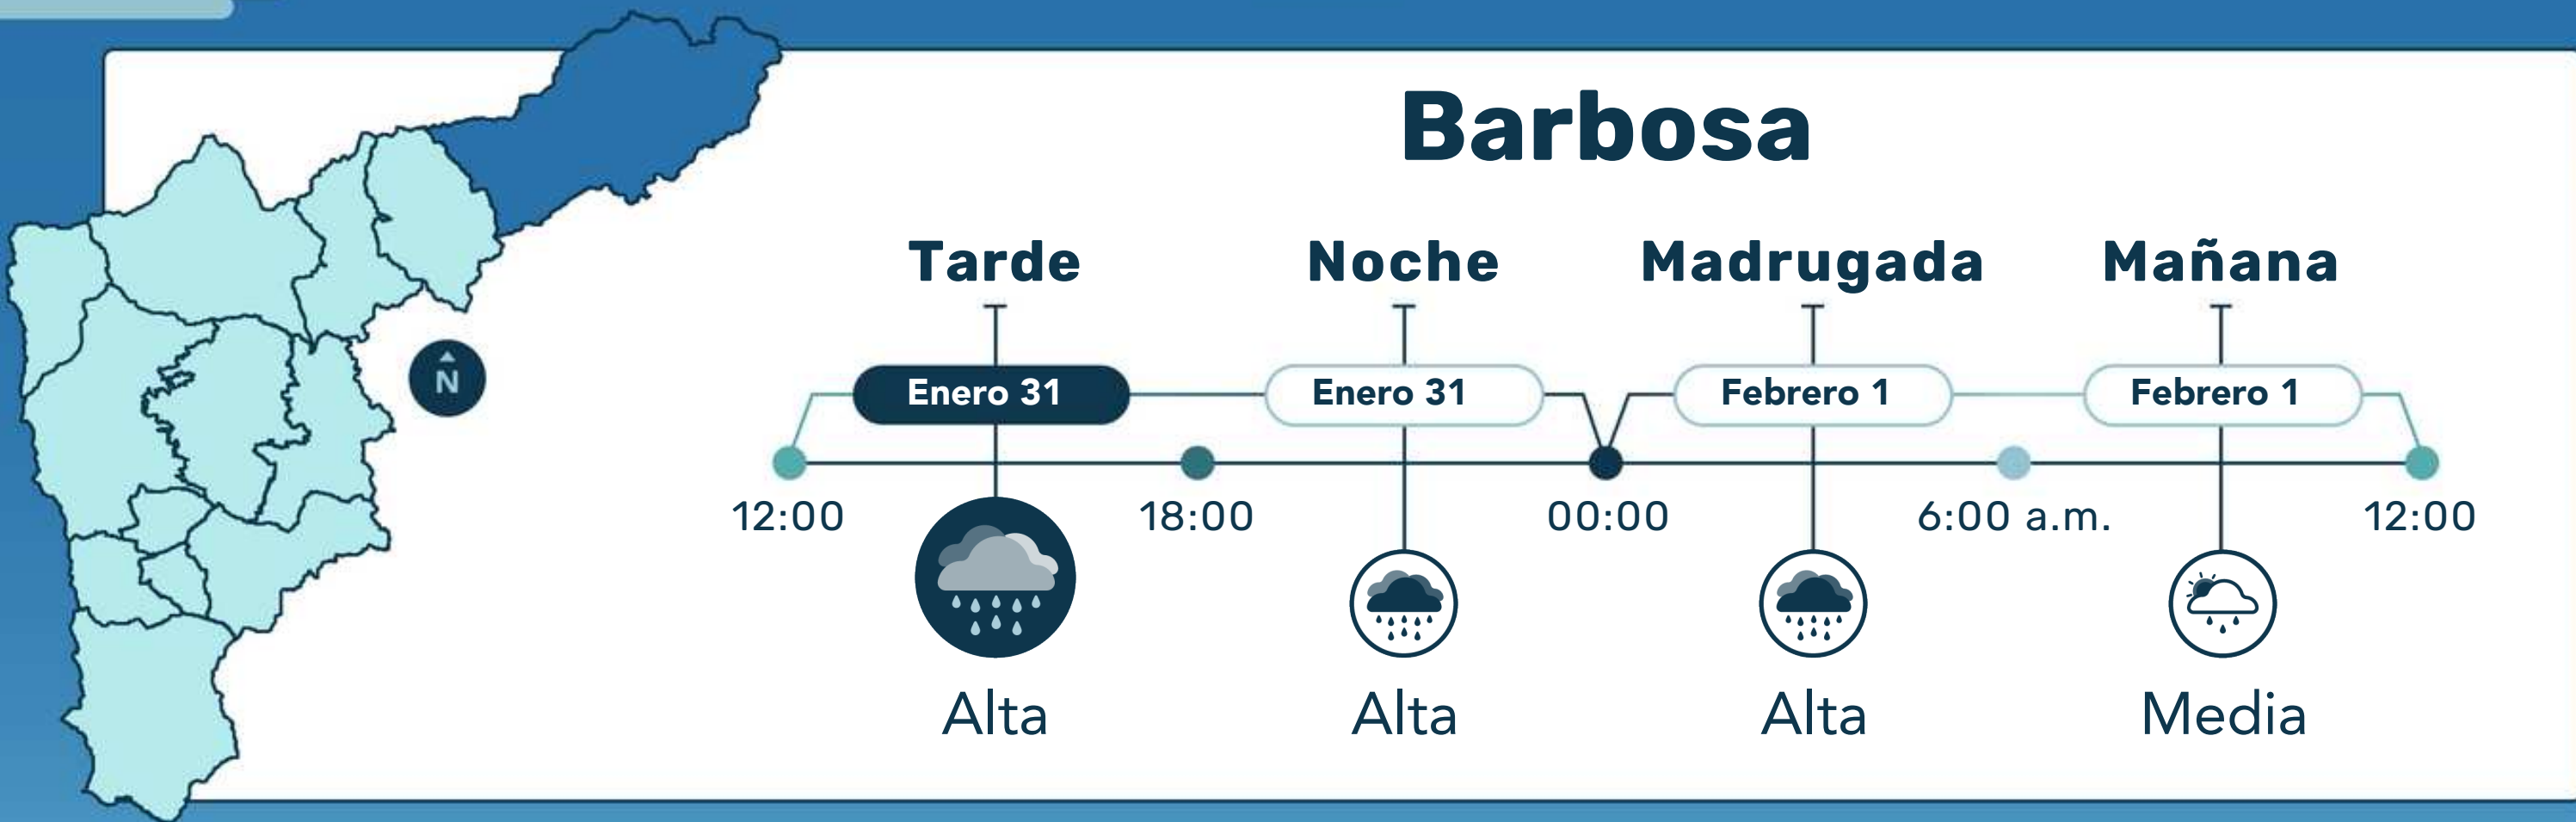 Barbosa
Tarde Noche Madrugada Mañana
N
Enero 31 Enero 31 Febrero 1 Febrero 1
12:00 18:00 00:00 6:00 a.m. 12:00
Alta Alta Alta Media